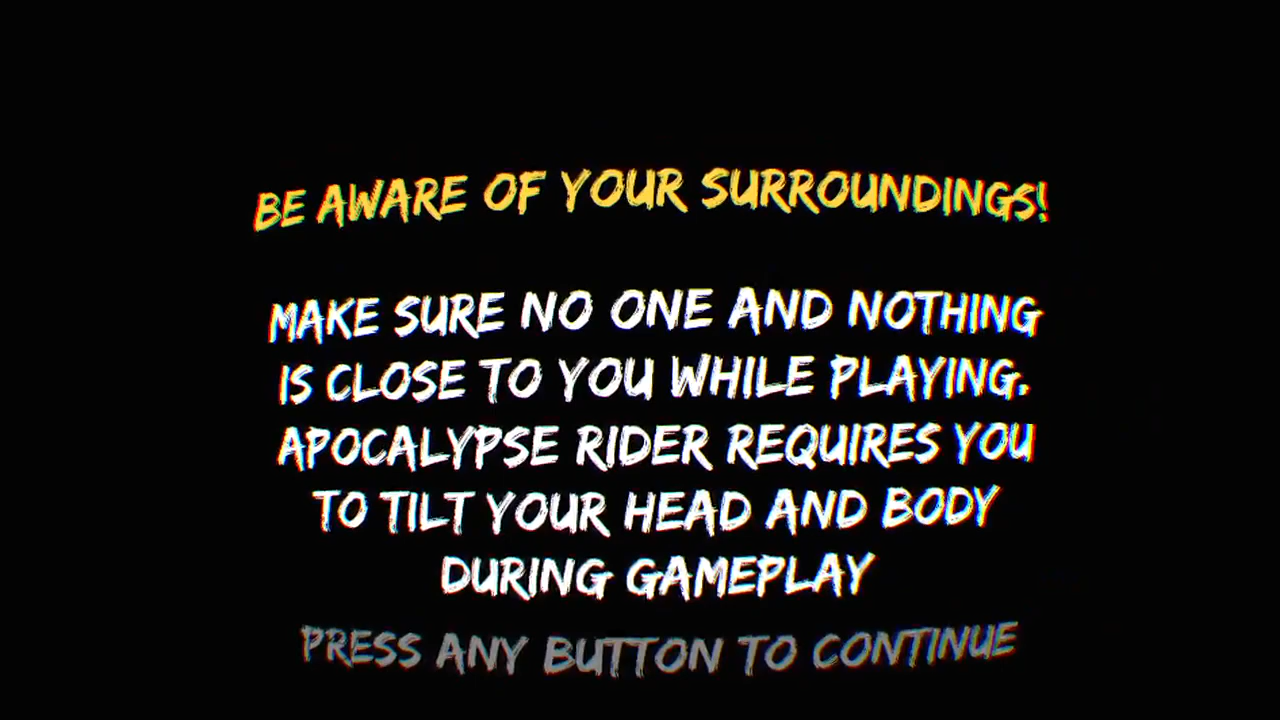 BE AWARE OF YOUR SURROUNDINGS!
MAKE SURE NO ONE AND NOTHING
IS CLOSE TO YOU WHILE PLAYING.
APOCALYPSE RIDER REQUIRES YOU
TO TILT YOUR HEAD AND BODY
DURING GAMEPLAY
PRESS ANY BUTTON TO CONTINUE